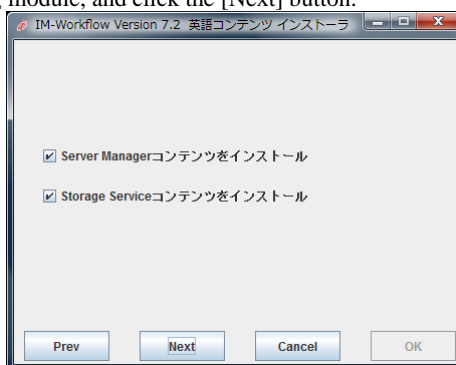 module, and click the [Next] button.
IM-Workflow Version 7.2 英語コンテンツ インストーラ
Server Managerコンテンツをインストール
Storage Serviceコンテンツをインストール
Prev Next Cancel OK